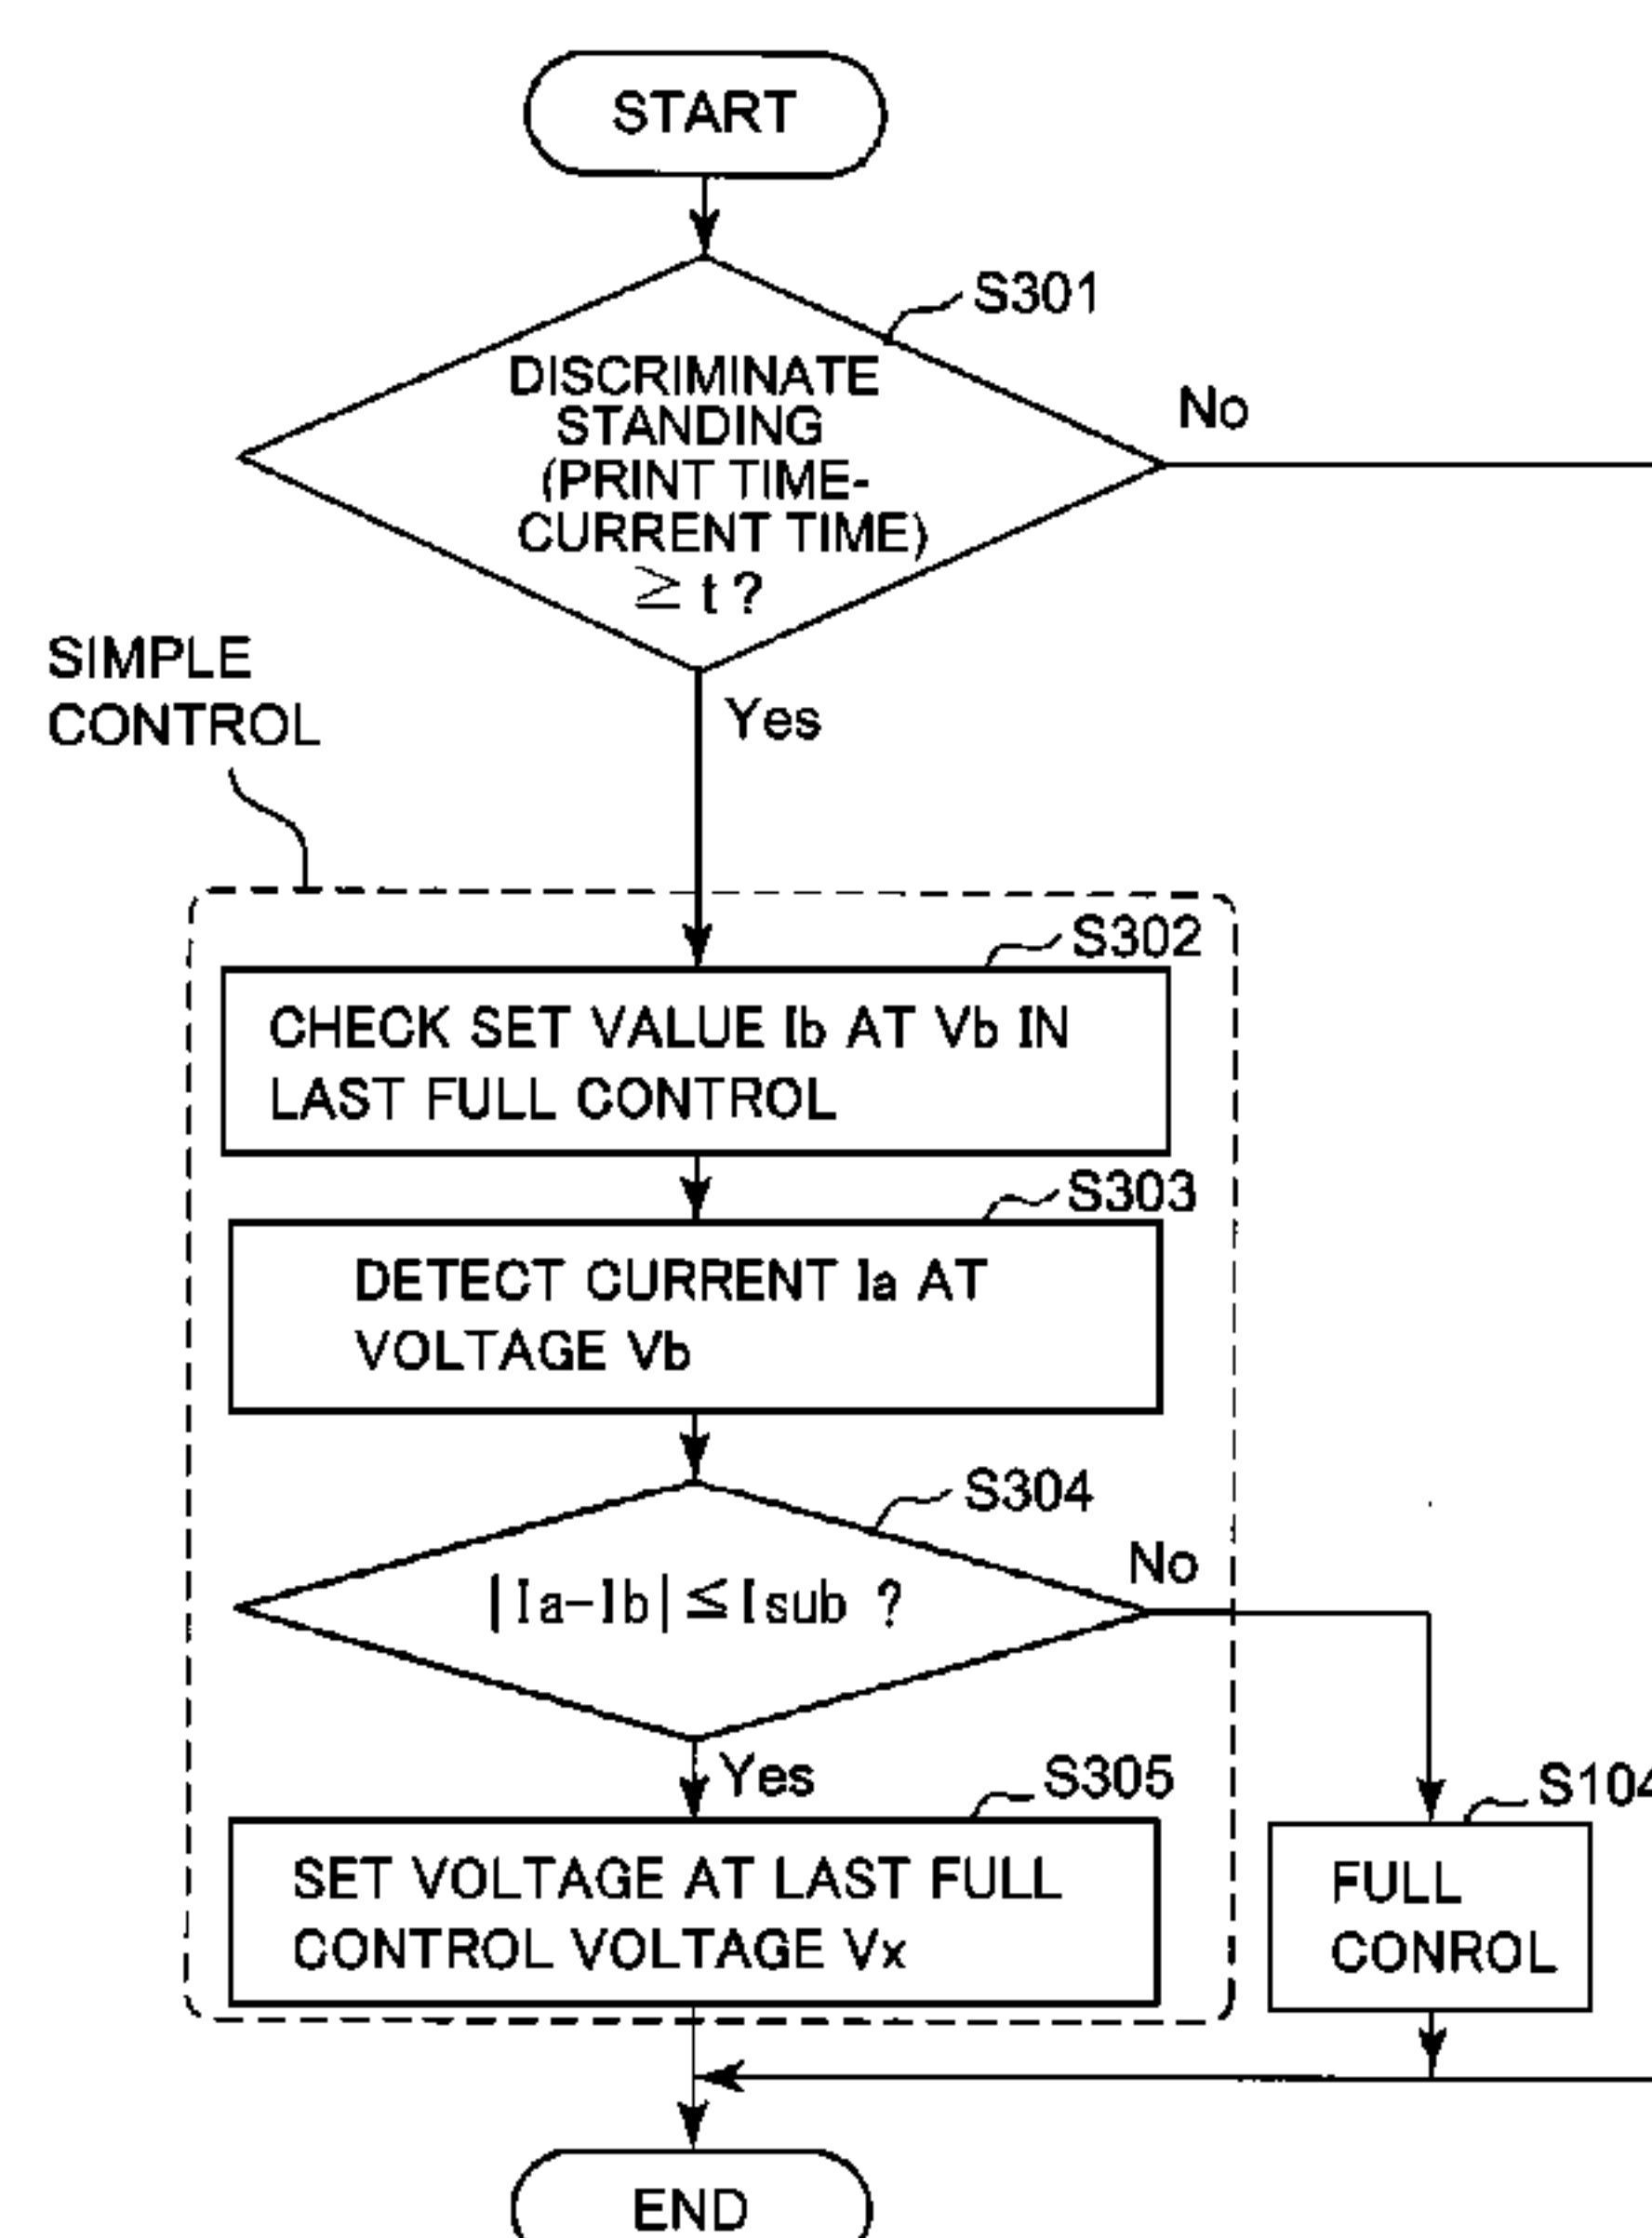 START
S301
DISCRIMINATE
STANDING
(PRINT TIME-
CURRENT TIME)
≧ t ?
No
Yes
SIMPLE
CONTROL
S302
CHECK SET VALUE Ib AT Vb IN
LAST FULL CONTROL
S303
DETECT CURRENT Ia AT
VOLTAGE Vb
S304
|Ia-Ib|≦Isub ?
No
Yes
S305
SET VOLTAGE AT LAST FULL
CONTROL VOLTAGE Vx
S104
FULL
CONROL
END